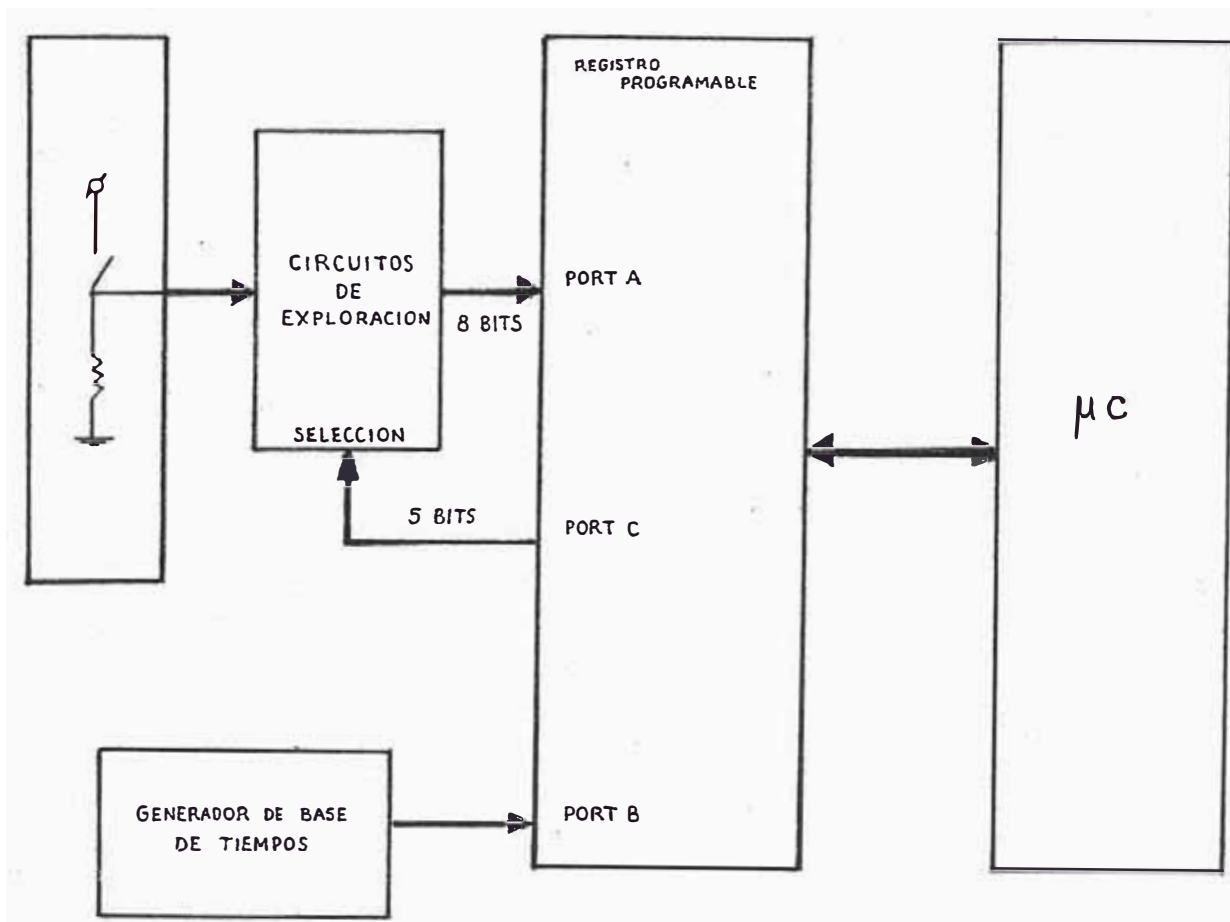 REGISTRO
PROGRAMABLE
CIRCUITOS
DE
EXPLORACION
SELECCION
8 BITS
5 BITS
PORT A
PORT C
PORT B
GENERADOR DE BASE
DE TIEMPOS
μC